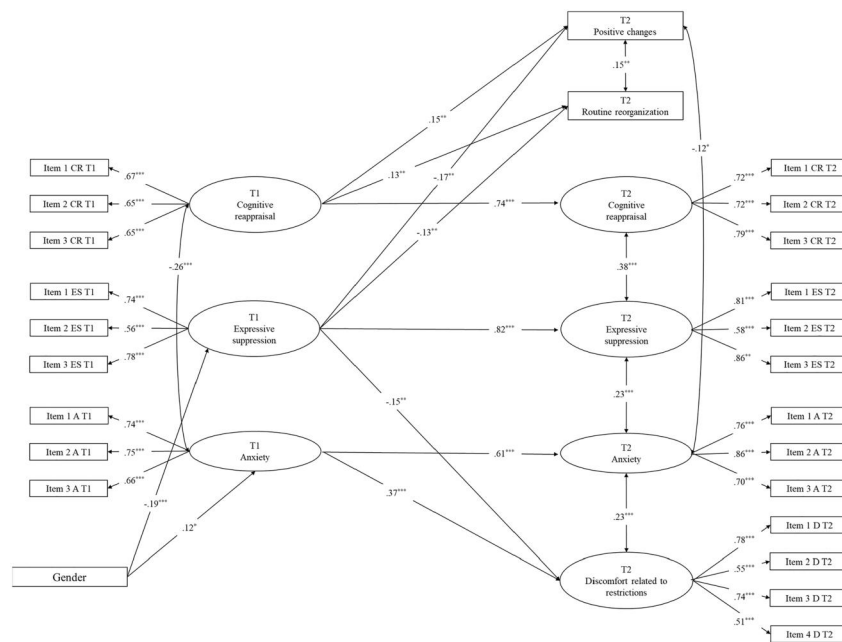 T2
Positive changes
.15**
T2
Routine reorganization
.15**
-.12*
.13**
-.17**
-.13**
Item 1 CR T1
Item 2 CR T1
Item 3 CR T1
.67***
.65***
.65***
T1
Cognitive
reappraisal
.74***
T2
Cognitive
reappraisal
.72***
.72***
.79***
Item 1 CR T2
Item 2 CR T2
Item 3 CR T2
-.26***
.38***
Item 1 ES T1
Item 2 ES T1
Item 3 ES T1
.74***
.56***
.78***
T1
Expressive
suppression
.82***
T2
Expressive
suppression
.81***
.58***
.86**
Item 1 ES T2
Item 2 ES T2
Item 3 ES T2
-.15**
.23***
Item 1 A T1
Item 2 A T1
Item 3 A T1
.74***
.75***
.66***
T1
Anxiety
.61***
T2
Anxiety
.76***
.86***
.70***
Item 1 A T2
Item 2 A T2
Item 3 A T2
.37***
-.19***
.12*
.23***
Gender
T2
Discomfort related to
restrictions
.78***
.55***
.74***
.51***
Item 1 D T2
Item 2 D T2
Item 3 D T2
Item 4 D T2